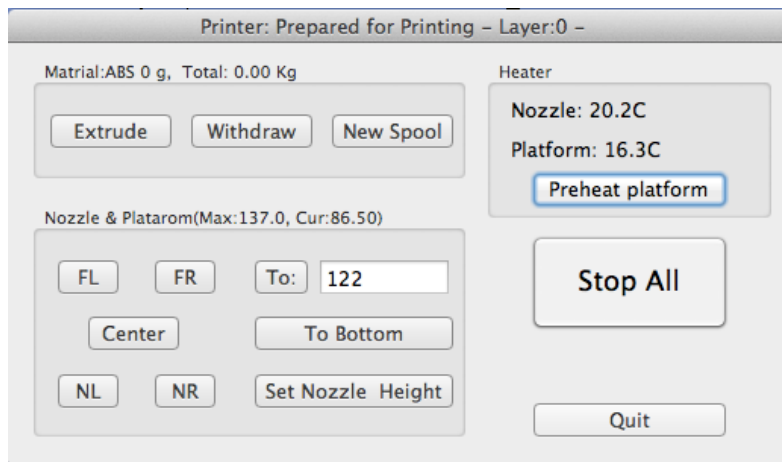 Printer: Prepared for Printing – Layer:0 –
Matrial:ABS 0 g,  Total: 0.00 Kg
Extrude
Withdraw
New Spool
Heater
Nozzle: 20.2C
Platform: 16.3C
Preheat platform
Nozzle & Platarom(Max:137.0, Cur:86.50)
FL
FR
To:
122
Center
To Bottom
NL
NR
Set Nozzle  Height
Stop All
Quit